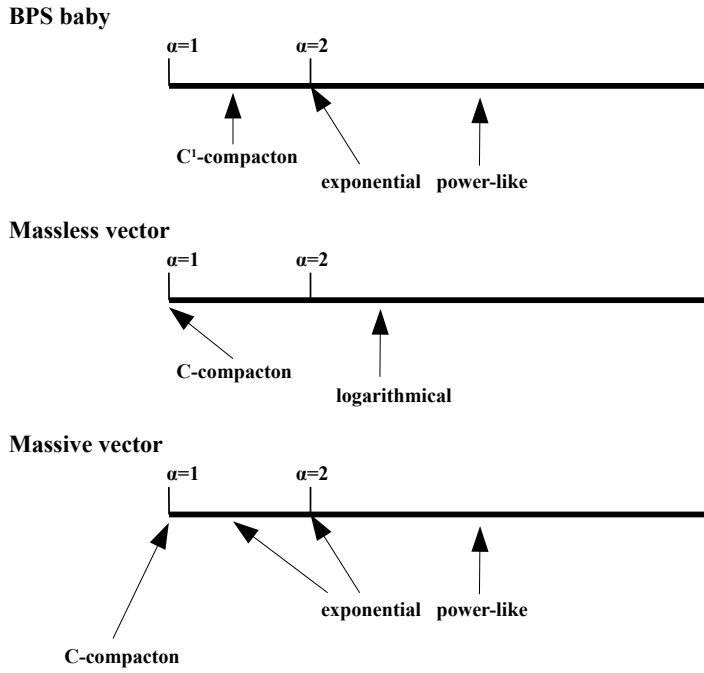 BPS baby
α=1 α=2
C¹-compacton
exponential power-like
Massless vector
α=1 α=2
C-compacton
logarithmical
Massive vector
α=1 α=2
exponential power-like
C-compacton